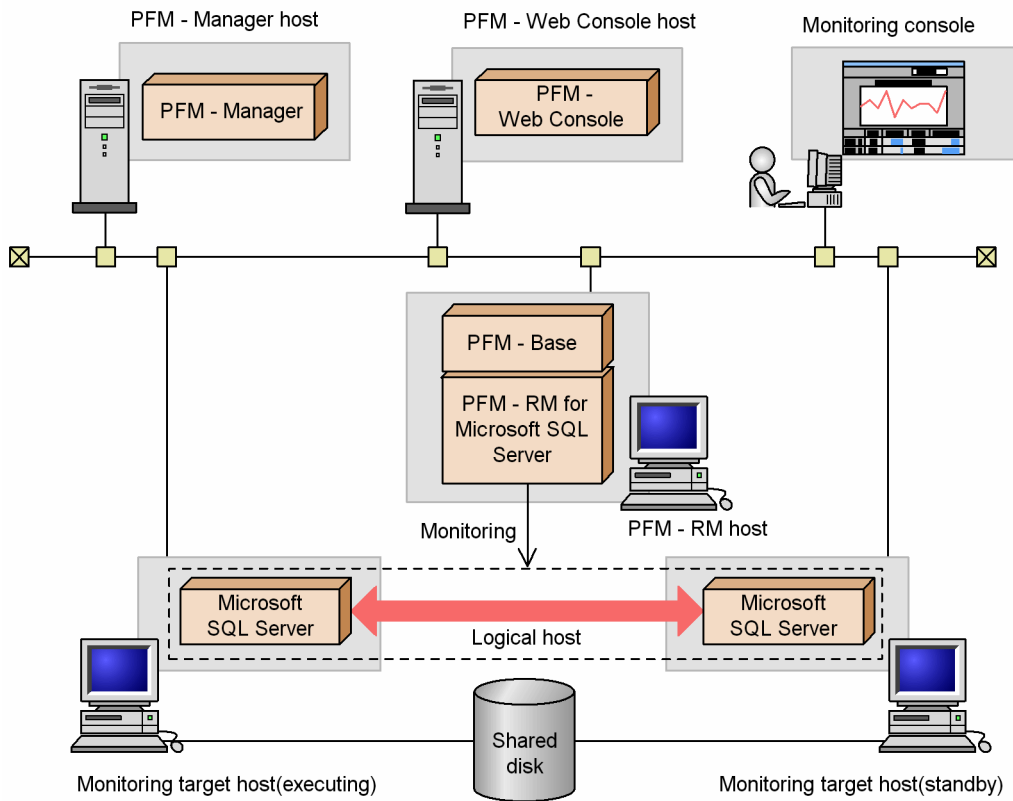 PFM - Manager host
PFM - Web Console host
Monitoring console
PFM - Manager
PFM -
Web Console
PFM - Base
PFM - RM for
Microsoft SQL
Server
Monitoring
PFM - RM host
Microsoft
SQL Server
Microsoft
SQL Server
Logical host
Shared
disk
Monitoring target host(executing)
Monitoring target host(standby)